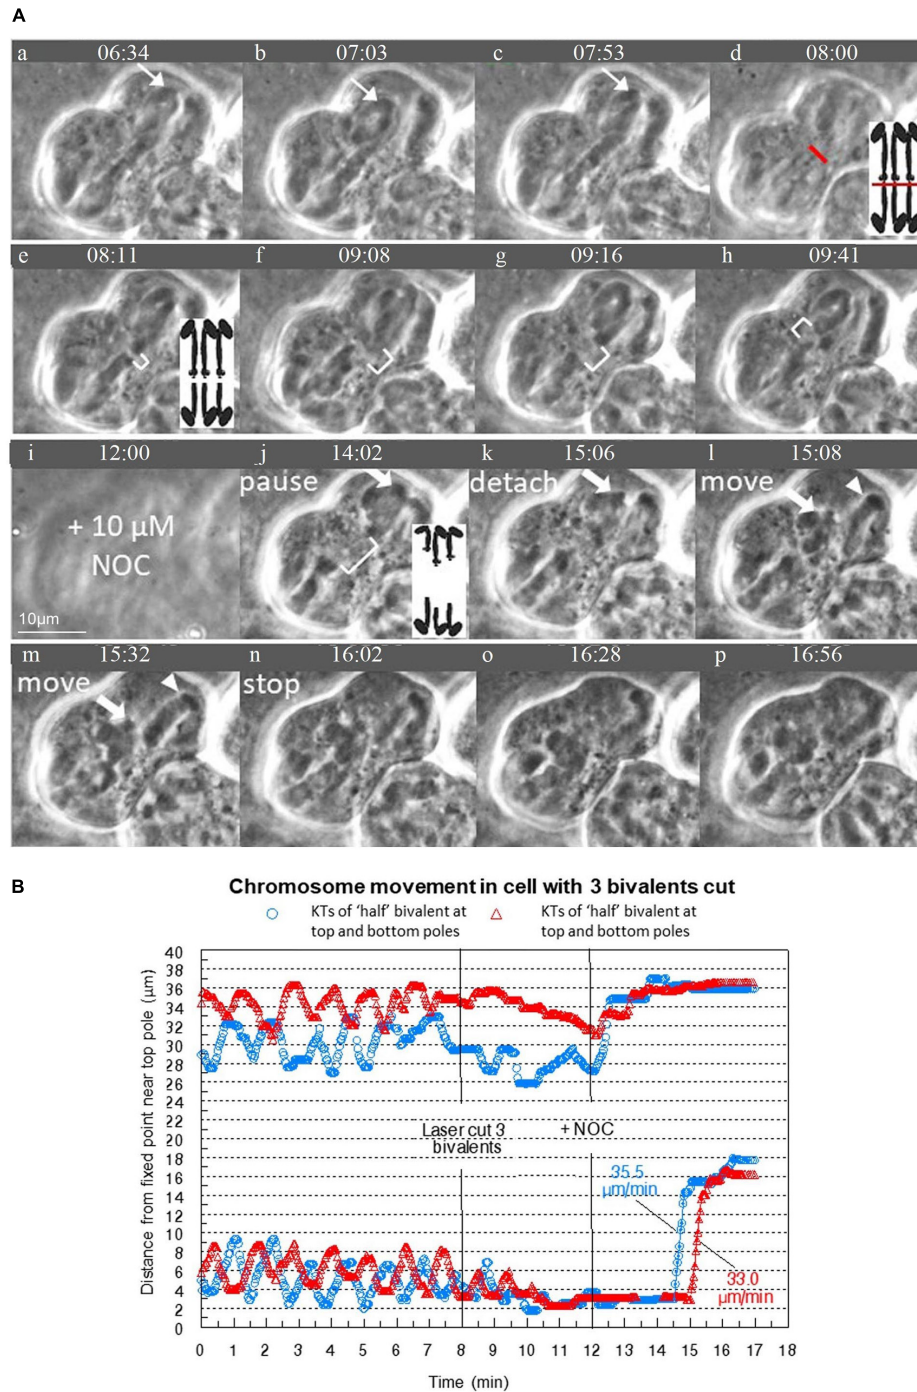 A
a 06:34
b 07:03
c 07:53
d 08:00
e 08:11
f 09:08
g 09:16
h 09:41
i 12:00
j 14:02
k 15:06
l 15:08
+ 10 µM
NOC
10µm
pause
detach
move
m 15:32
n 16:02
o 16:28
p 16:56
move
stop
B
Chromosome movement in cell with 3 bivalents cut
KTs of ‘half’ bivalent at
top and bottom poles
KTs of ‘half’ bivalent at
top and bottom poles
Distance from fixed point near top pole (µm)
40
38
36
34
32
30
28
26
24
22
20
18
16
14
12
10
8
6
4
2
0
Laser cut 3
bivalents
+ NOC
35.5
µm/min
33.0
µm/min
0 1 2 3 4 5 6 7 8 9 10 11 12 13 14 15 16 17 18
Time (min)